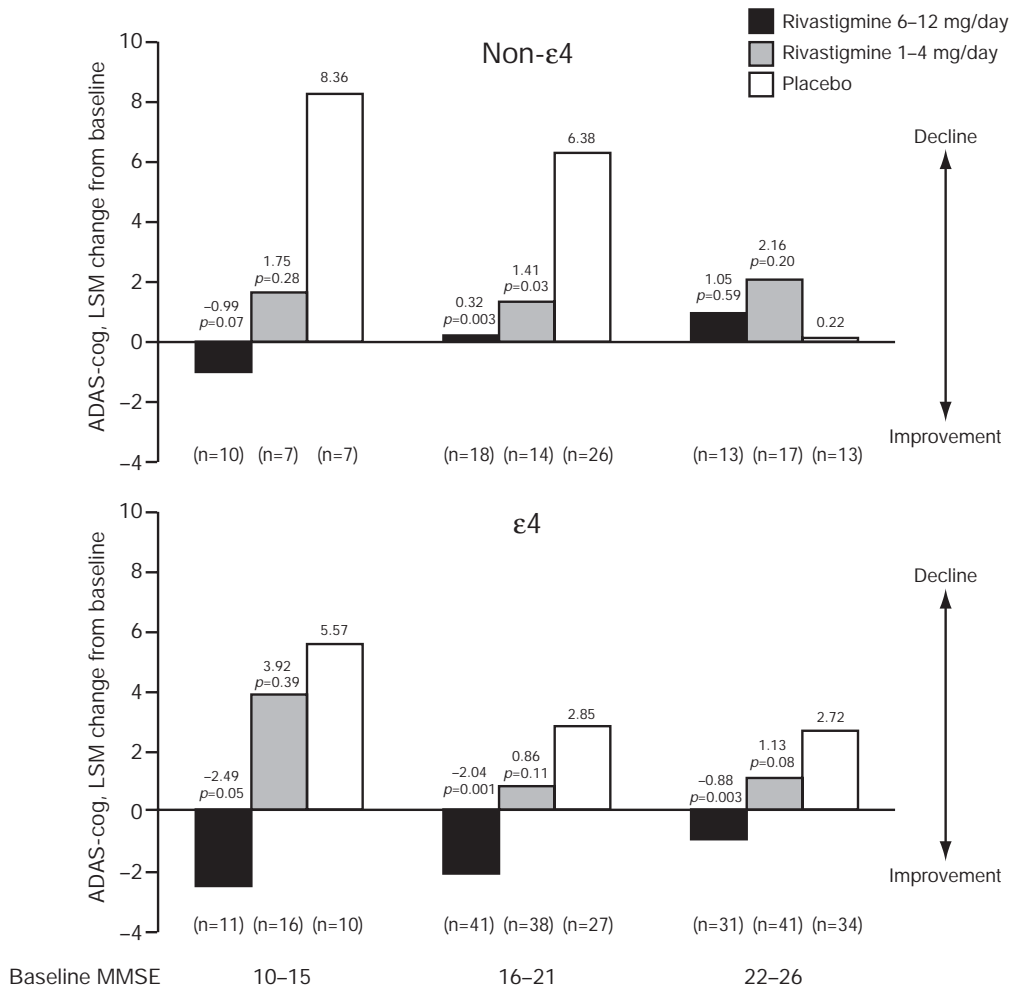 Rivastigmine 6–12 mg/day
Rivastigmine 1–4 mg/day
Placebo
Non-ε4
ADAS-cog, LSM change from baseline
10
8
6
4
2
0
−2
−4
−0.99
p=0.07
1.75
p=0.28
8.36
0.32
p=0.003
1.41
p=0.03
6.38
1.05
p=0.59
2.16
p=0.20
0.22
(n=10) (n=7) (n=7)
(n=18) (n=14) (n=26)
(n=13) (n=17) (n=13)
Decline
Improvement
ε4
ADAS-cog, LSM change from baseline
10
8
6
4
2
0
−2
−4
−2.49
p=0.05
3.92
p=0.39
5.57
−2.04
p=0.001
0.86
p=0.11
2.85
−0.88
p=0.003
1.13
p=0.08
2.72
(n=11) (n=16) (n=10)
(n=41) (n=38) (n=27)
(n=31) (n=41) (n=34)
Decline
Improvement
Baseline MMSE 10–15 16–21 22–26